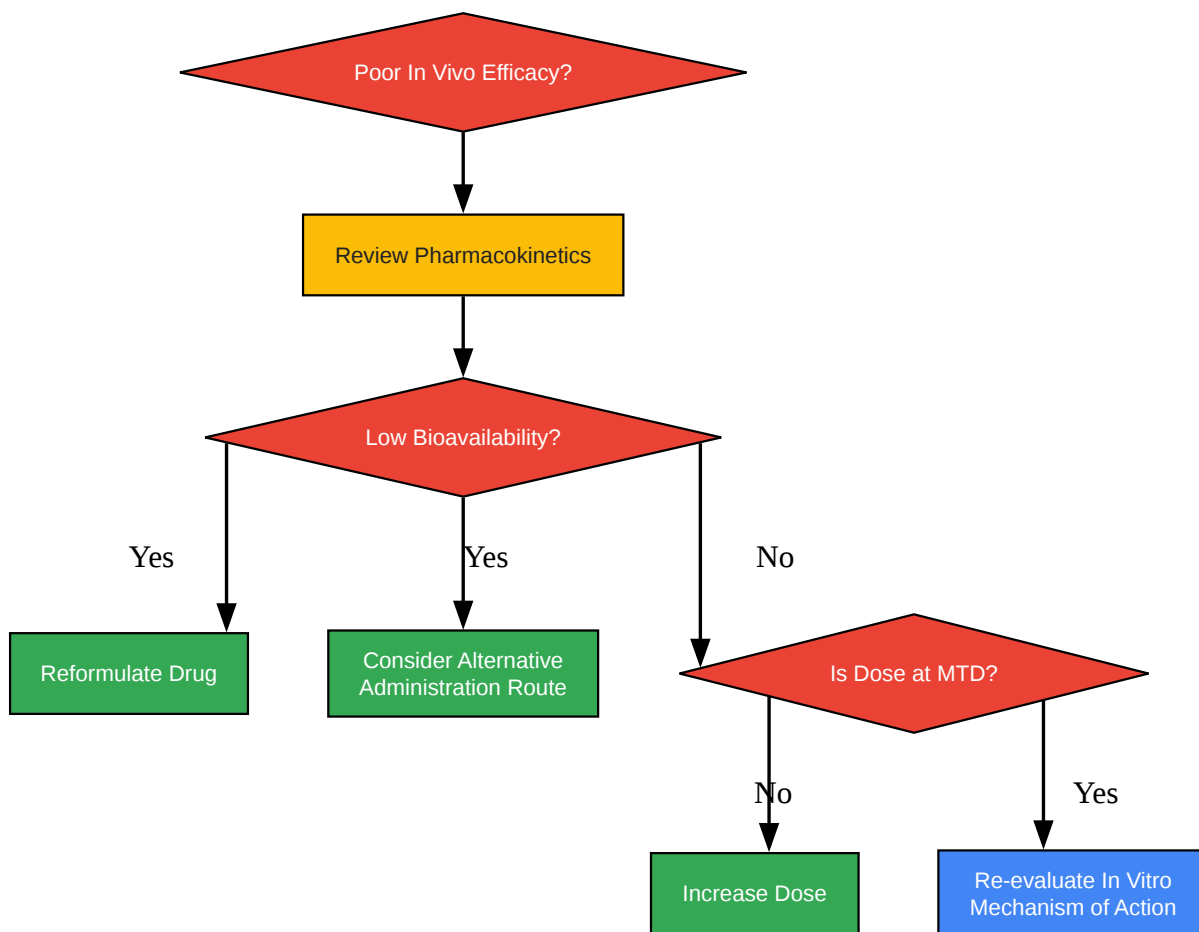 Poor In Vivo Efficacy?
Review Pharmacokinetics
Low Bioavailability?
Yes
Yes
No
Reformulate Drug
Consider Alternative
Administration Route
Is Dose at MTD?
No
Yes
Increase Dose
Re-evaluate In Vitro
Mechanism of Action